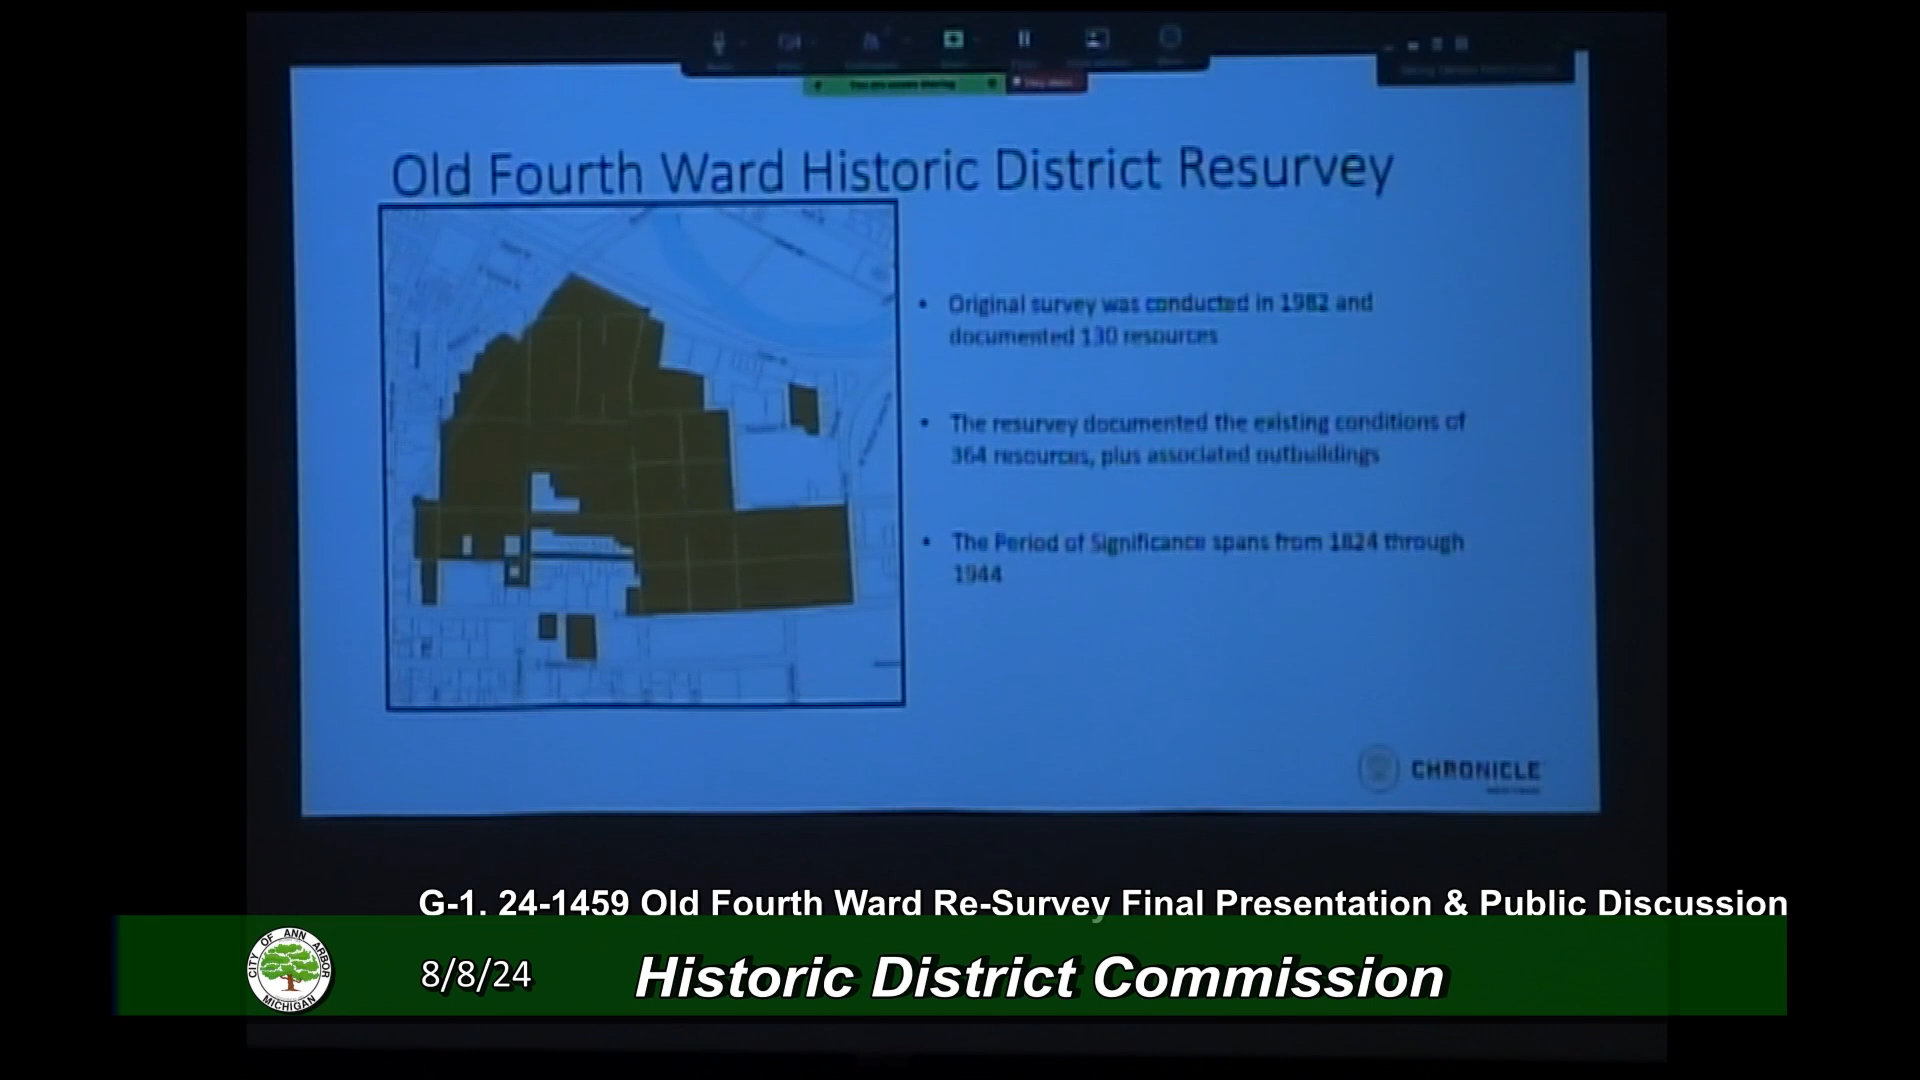 Old Fourth Ward Historic District Resurvey
• Original survey was conducted in 1982 and
documented 130 resources
• The resurvey documented the existing conditions of
364 resources, plus associated outbuildings
• The Period of Significance spans from 1824 through
1944
CHRONICLE
G-1. 24-1459 Old Fourth Ward Re-Survey Final Presentation & Public Discussion
CITY OF ANN ARBOR
MICHIGAN
8/8/24
Historic District Commission